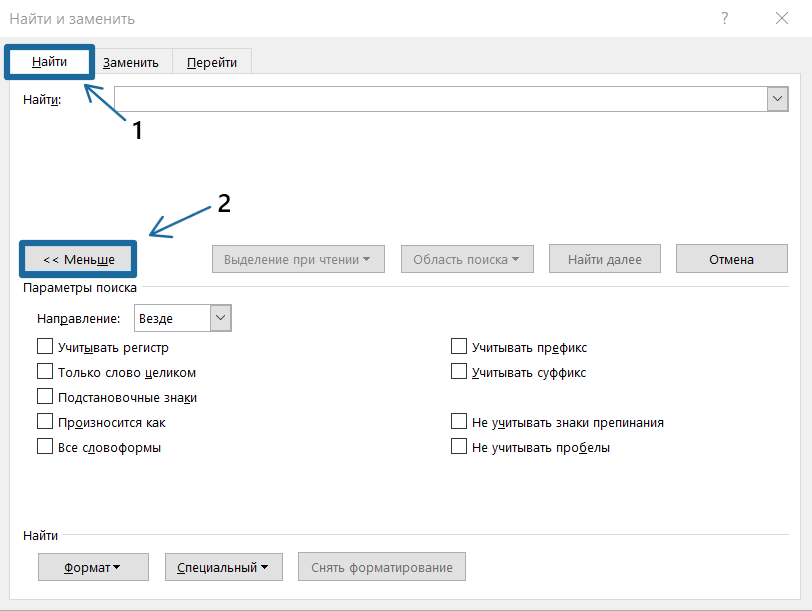 Найти и заменить ?
Найти Заменить Перейти
Найти:
1
2
<< Меньше Выделение при чтении Область поиска Найти далее Отмена
Параметры поиска
Направление: Везде
Учитывать регистр Учитывать префикс
Только слово целиком Учитывать суффикс
Подстановочные знаки
Произносится как Не учитывать знаки препинания
Все словоформы Не учитывать пробелы
Найти
Формат Специальный Снять форматирование